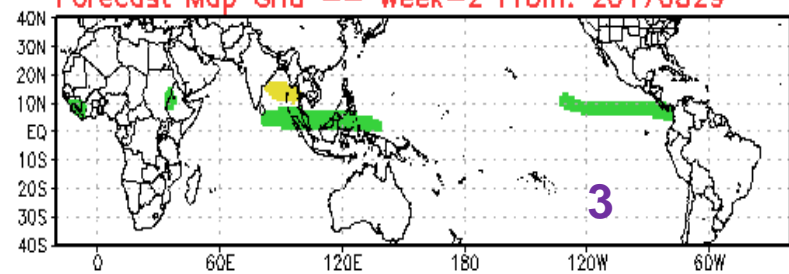 Forecast Map Grid -- Week-2 From: 20170829
40N
30N
20N
10N
EQ
10S
20S
30S
40S
3
0 60E 120E 180 120W 60W